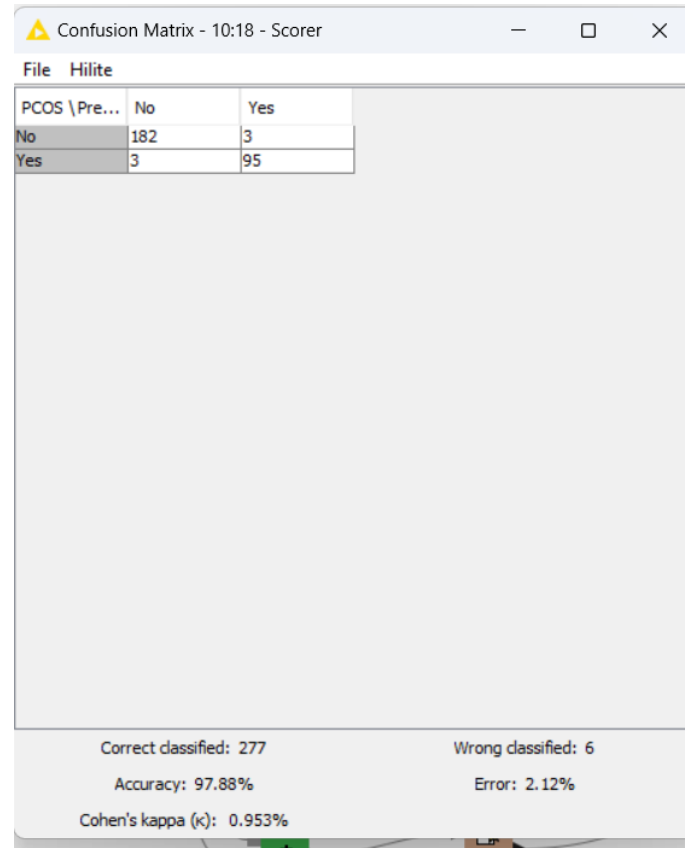 Confusion Matrix - 10:18 - Scorer
File Hilite
PCOS \ Pre... No Yes
No 182 3
Yes 3 95
Correct classified: 277 Wrong classified: 6
Accuracy: 97.88% Error: 2.12%
Cohen's kappa (κ): 0.953%